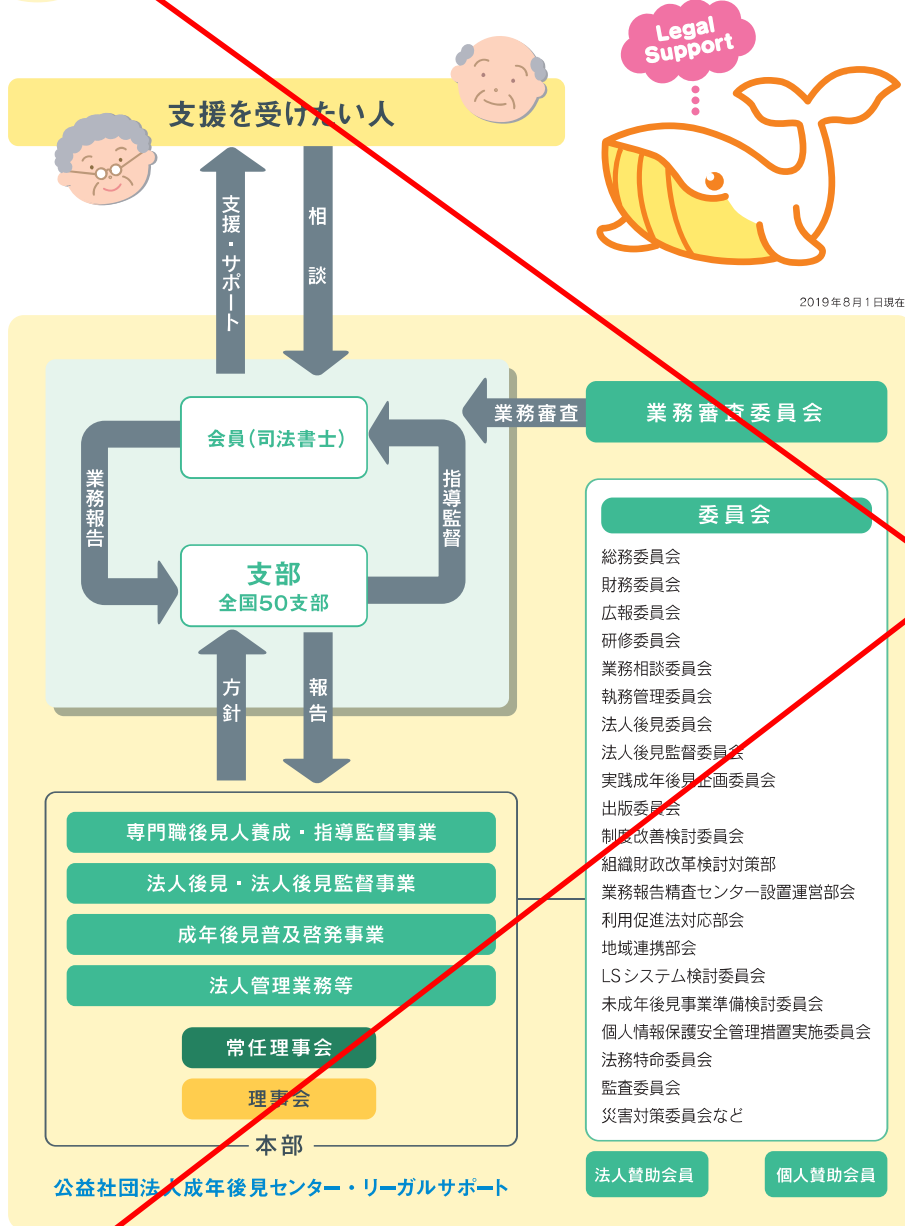 Legal
Support
支援を受けたい人
支援・サポート
相談
2019年8月1日現在
会員(司法書士)
業務審査
業務審査委員会
業務報告
指導監督
支部
全国50支部
方針
報告
委員会
総務委員会
財務委員会
広報委員会
研修委員会
業務相談委員会
執務管理委員会
法人後見委員会
法人後見監督委員会
実践成年後見企画委員会
出版委員会
制度改善検討委員会
組織財政改革検討対策部
業務報告精査センター設置運営部会
利用促進法対応部会
地域連携部会
LSシステム検討委員会
未成年後見事業準備検討委員会
個人情報保護安全管理措置実施委員会
法務特命委員会
監査委員会
災害対策委員会など
専門職後見人養成・指導監督事業
法人後見・法人後見監督事業
成年後見普及啓発事業
法人管理業務等
常任理事会
理事会
本部
公益社団法人成年後見センター・リーガルサポート
法人賛助会員
個人賛助会員